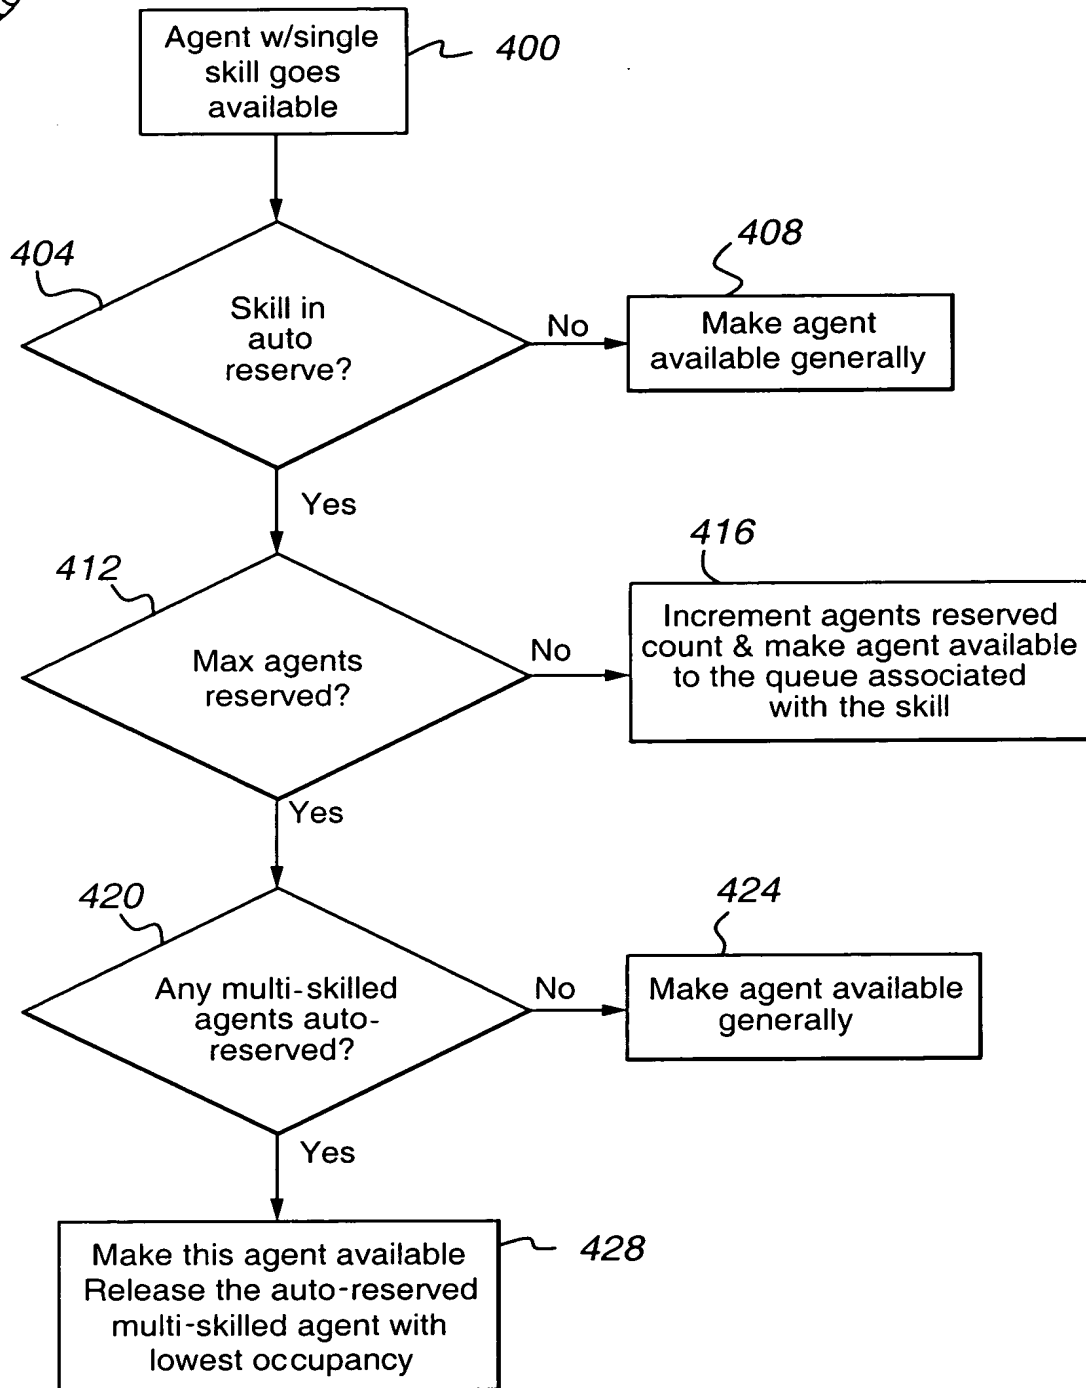 Agent w/single
skill goes
available
400
404
Skill in
auto
reserve?
No
408
Make agent
available generally
Yes
412
Max agents
reserved?
No
416
Increment agents reserved
count & make agent available
to the queue associated
with the skill
Yes
420
Any multi-skilled
agents auto-
reserved?
No
424
Make agent available
generally
Yes
Make this agent available
Release the auto-reserved
multi-skilled agent with
lowest occupancy
428